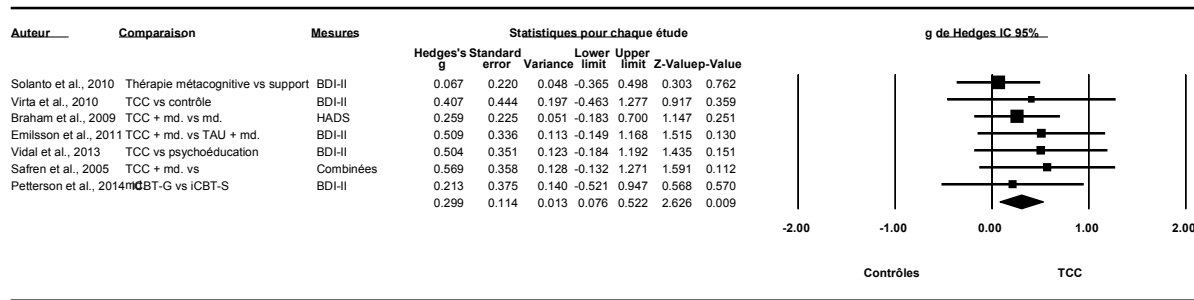 Auteur Comparaison Mesures Statistiques pour chaque étude g de Hedges IC 95%
Hedges's g Standard error Variance Lower limit Upper limit Z-Value p-Value
Solanto et al., 2010 Thérapie métacognitive vs support BDI-II 0.067 0.220 0.048 -0.365 0.498 0.303 0.762
Virta et al., 2010 TCC vs contrôle BDI-II 0.407 0.444 0.197 -0.463 1.277 0.917 0.359
Braham et al., 2009 TCC + md. vs md. HADS 0.259 0.225 0.051 -0.183 0.700 1.147 0.251
Emilsson et al., 2011 TCC + md. vs TAU + md. BDI-II 0.509 0.336 0.113 -0.149 1.168 1.515 0.130
Vidal et al., 2013 TCC vs psychoéducation BDI-II 0.504 0.351 0.123 -0.184 1.192 1.435 0.151
Safren et al., 2005 TCC + md. vs Combinées 0.569 0.358 0.128 -0.132 1.271 1.591 0.112
Petterson et al., 2014 md. iCBT-G vs iCBT-S BDI-II 0.213 0.375 0.140 -0.521 0.947 0.568 0.570
0.299 0.114 0.013 0.076 0.522 2.626 0.009
-2.00 -1.00 0.00 1.00 2.00
Contrôles TCC